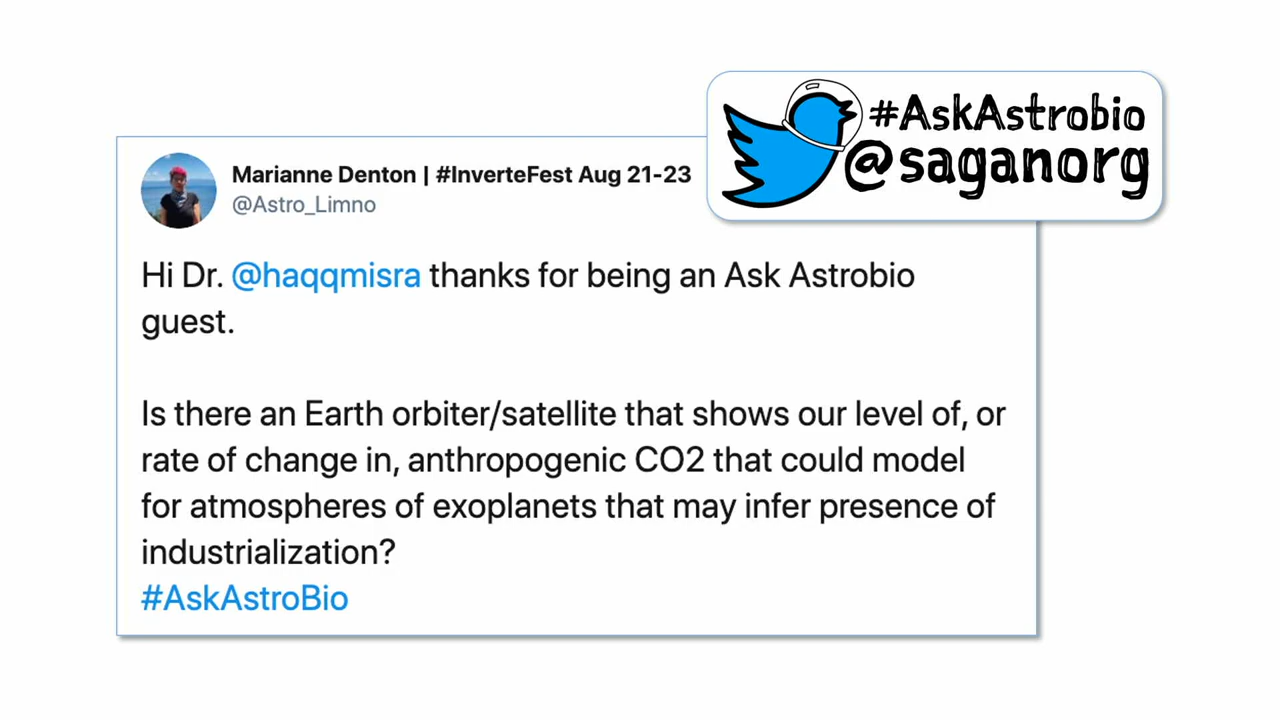 #AskAstrobio
@saganorg
Marianne Denton | #InverteFest Aug 21-23
@Astro_Limno
Hi Dr. @haqqmisra thanks for being an Ask Astrobio
guest.
Is there an Earth orbiter/satellite that shows our level of, or
rate of change in, anthropogenic CO2 that could model
for atmospheres of exoplanets that may infer presence of
industrialization?
#AskAstroBio